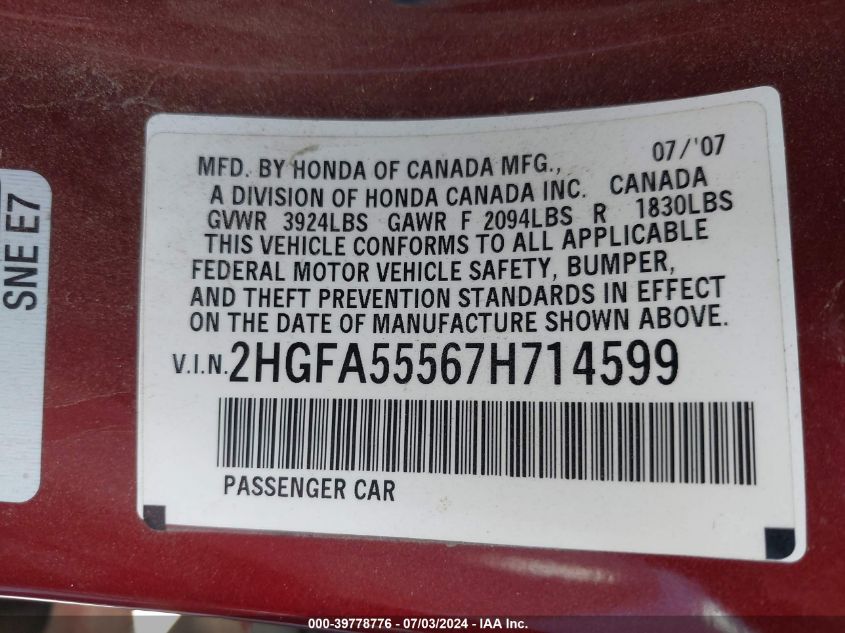 SNE E7
07/'07
MFD. BY HONDA OF CANADA MFG.,
A DIVISION OF HONDA CANADA INC. CANADA
GVWR 3924LBS GAWR F 2094LBS R 1830LBS
THIS VEHICLE CONFORMS TO ALL APPLICABLE
FEDERAL MOTOR VEHICLE SAFETY, BUMPER,
AND THEFT PREVENTION STANDARDS IN EFFECT
ON THE DATE OF MANUFACTURE SHOWN ABOVE.
V.I.N. 2HGFA55567H714599
PASSENGER CAR
000-39778776 - 07/03/2024 - IAA Inc.